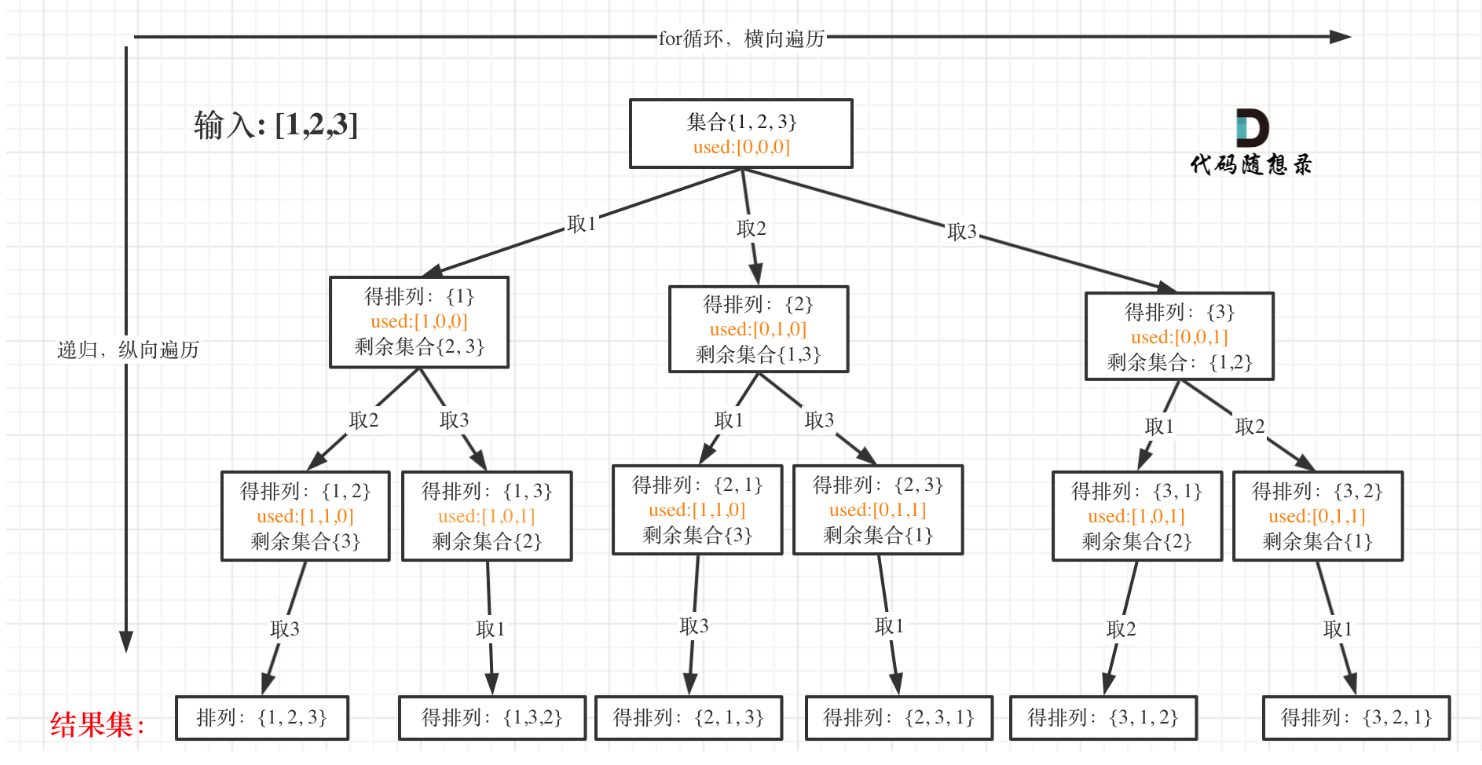 for循环，横向遍历
输入: [1,2,3]
集合{1, 2, 3}
used:[0,0,0]
代码随想录
取1
取2
取3
得排列：{1}
used:[1,0,0]
剩余集合{2, 3}
得排列：{2}
used:[0,1,0]
剩余集合{1,3}
得排列：{3}
used:[0,0,1]
剩余集合：{1,2}
递归，纵向遍历
取2
取3
取1
取3
取1
取2
得排列：{1, 2}
used:[1,1,0]
剩余集合{3}
得排列：{1, 3}
used:[1,0,1]
剩余集合{2}
得排列：{2, 1}
used:[1,1,0]
剩余集合{3}
得排列：{2, 3}
used:[0,1,1]
剩余集合{1}
得排列：{3, 1}
used:[1,0,1]
剩余集合{2}
得排列：{3, 2}
used:[0,1,1]
剩余集合{1}
取3
取1
取3
取1
取2
取1
结果集：
排列：{1, 2, 3}
得排列：{1,3,2}
得排列：{2, 1, 3}
得排列：{2, 3, 1}
得排列：{3, 1, 2}
得排列：{3, 2, 1}